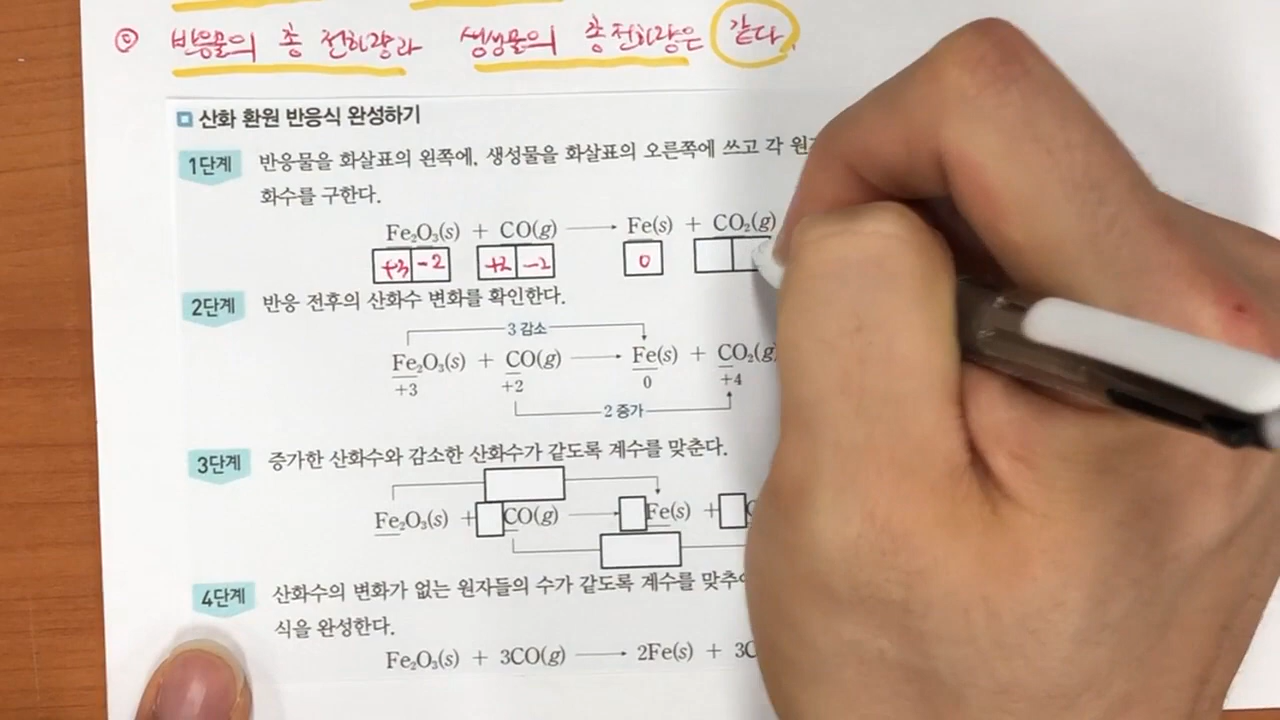 ⑤ 반응물의 총 전하량과 생성물의 총 전하량은 같다.
산화 환원 반응식 완성하기
1단계 반응물을 화살표의 왼쪽에, 생성물을 화살표의 오른쪽에 쓰고 각
화수를 구한다.
Fe₂O₃(s) + CO(g) → Fe(s) + CO₂(g)
+3 -2 +2 -2 0
2단계 반응 전후의 산화수 변화를 확인한다.
3 감소
Fe₂O₃(s) + CO(g) → Fe(s) + CO₂(g)
+3 +2 0 +4
2 증가
3단계 증가한 산화수와 감소한 산화수가 같도록 계수를 맞춘다.
Fe₂O₃(s) + CO(g) → Fe(s) +
4단계 산화수의 변화가 없는 원자들의 수가 같도록 계수를
식을 완성한다.
Fe₂O₃(s) + 3CO(g) → 2Fe(s) + 3C